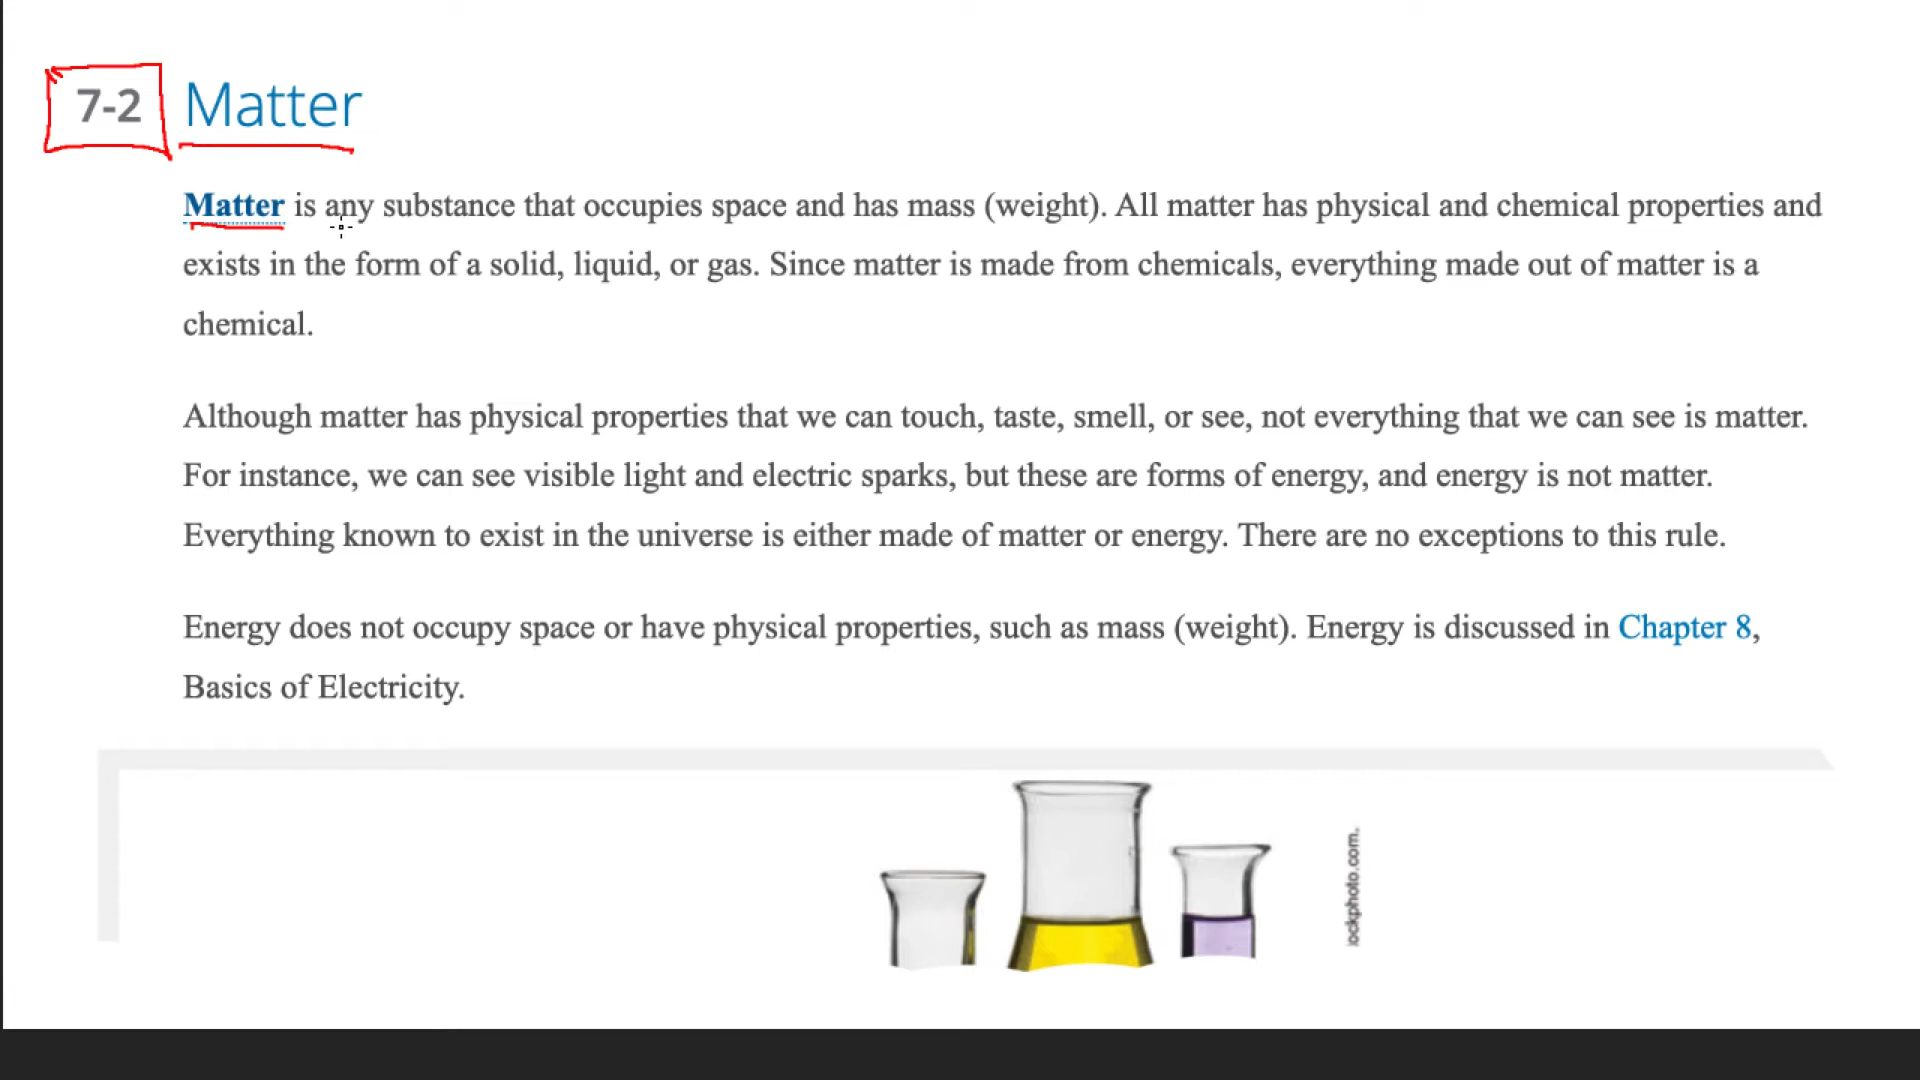 7-2 Matter
Matter is any substance that occupies space and has mass (weight). All matter has physical and chemical properties and
exists in the form of a solid, liquid, or gas. Since matter is made from chemicals, everything made out of matter is a
chemical.
Although matter has physical properties that we can touch, taste, smell, or see, not everything that we can see is matter.
For instance, we can see visible light and electric sparks, but these are forms of energy, and energy is not matter.
Everything known to exist in the universe is either made of matter or energy. There are no exceptions to this rule.
Energy does not occupy space or have physical properties, such as mass (weight). Energy is discussed in Chapter 8,
Basics of Electricity.
ockphoto.com.